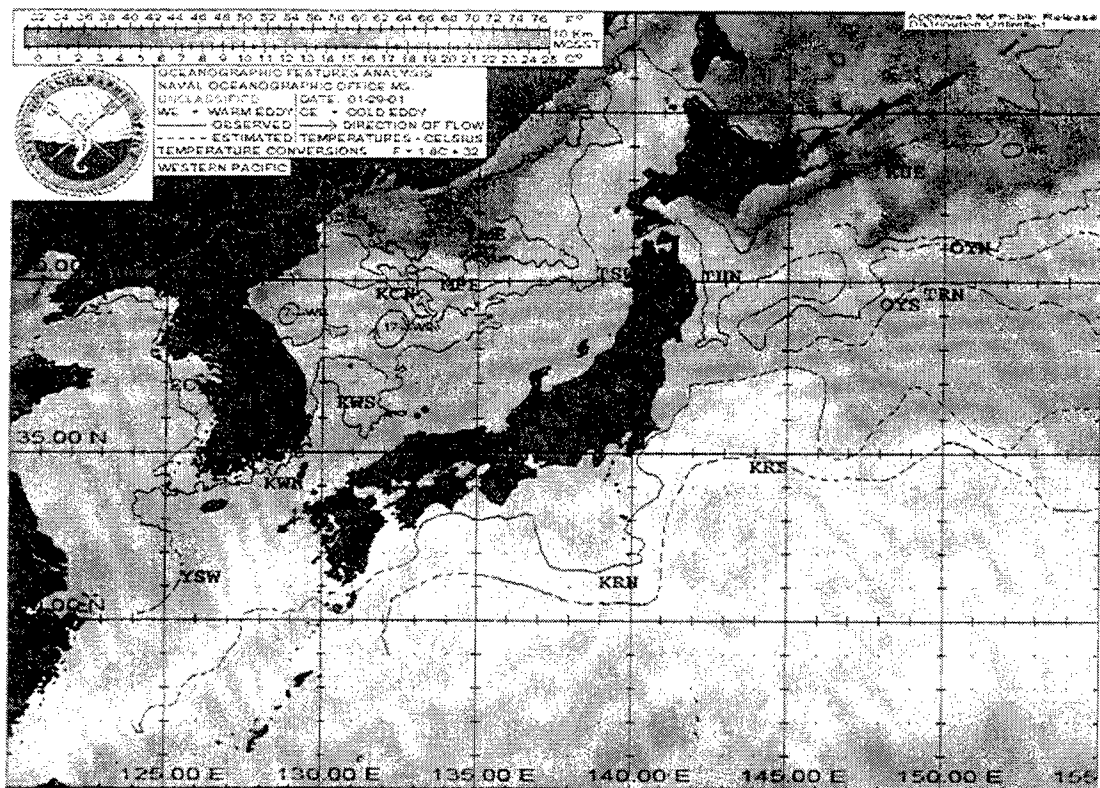 32 34 36 38 40 42 44 46 48 50 52 54 56 58 60 62 64 66 68 70 72 74 76 F°
10 Km
MCSST
0 1 2 3 4 5 6 7 8 9 10 11 12 13 14 15 16 17 18 19 20 21 22 23 24 25 C°
Approved for Public Release
Distribution Unlimited
OCEANOGRAPHIC FEATURES ANALYSIS
NAVAL OCEANOGRAPHIC OFFICE MS.
UNCLASSIFIED DATE: 01-29-01
WE + WARM EDDY CE + COLD EDDY
OBSERVED DIRECTION OF FLOW
ESTIMATED TEMPERATURES - CELSIUS
TEMPERATURE CONVERSIONS F = 1.8C + 32
WESTERN PACIFIC
KUE
OYN
TSW
THN
MPE
KCN
OYS
TRN
KWS
35.00 N
KRS
KWN
YSW
KRN
125.00 E
130.00 E
135.00 E
140.00 E
145.00 E
150.00 E
155